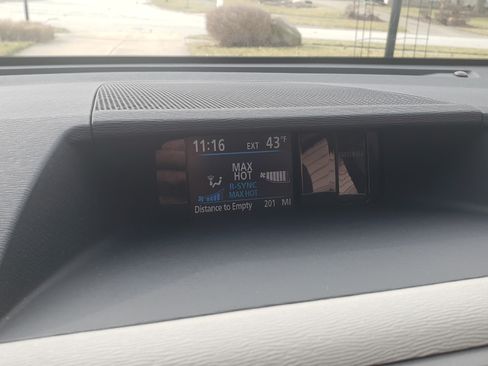 11:16 EXT 43°F
MAX
HOT
R-SYNC
MAX HOT
Distance to Empty 201 MI